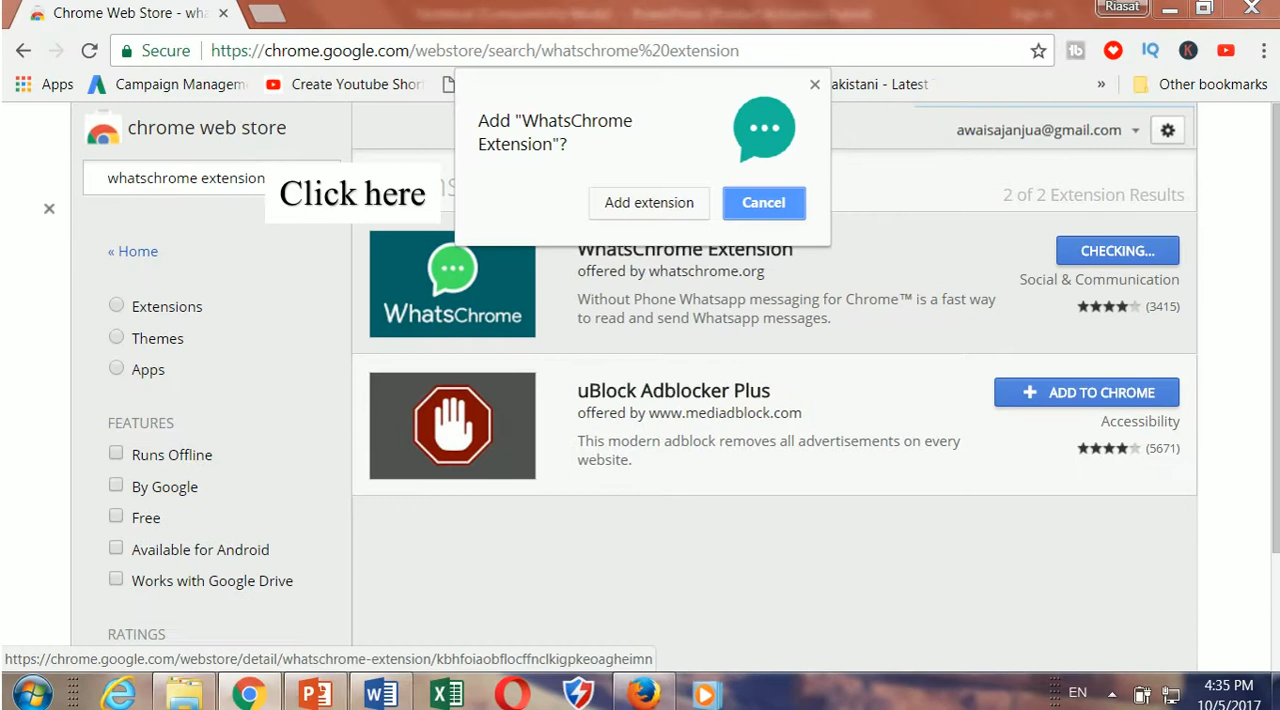 Chrome Web Store - wha
Riasat
Secure
https://chrome.google.com/webstore/search/whatschrome%20extension
Apps
Campaign Managem
Create Youtube Shor
akistani - Latest
»
Other bookmarks
chrome web store
awaisajanjua@gmail.com
whatschrome extension
Click here
Add "WhatsChrome
Extension"?
Add extension
Cancel
2 of 2 Extension Results
« Home
Extensions
Themes
Apps
FEATURES
Runs Offline
By Google
Free
Available for Android
Works with Google Drive
RATINGS
WhatsChrome
WhatsChrome Extension
offered by whatschrome.org
Without Phone Whatsapp messaging for Chrome™ is a fast way
to read and send Whatsapp messages.
CHECKING...
Social & Communication
(3415)
uBlock Adblocker Plus
offered by www.mediadblock.com
This modern adblock removes all advertisements on every
website.
ADD TO CHROME
Accessibility
(5671)
https://chrome.google.com/webstore/detail/whatschrome-extension/kbhfoiaobflocffnclkigpkeoagheimn
EN
4:35 PM
10/5/2017